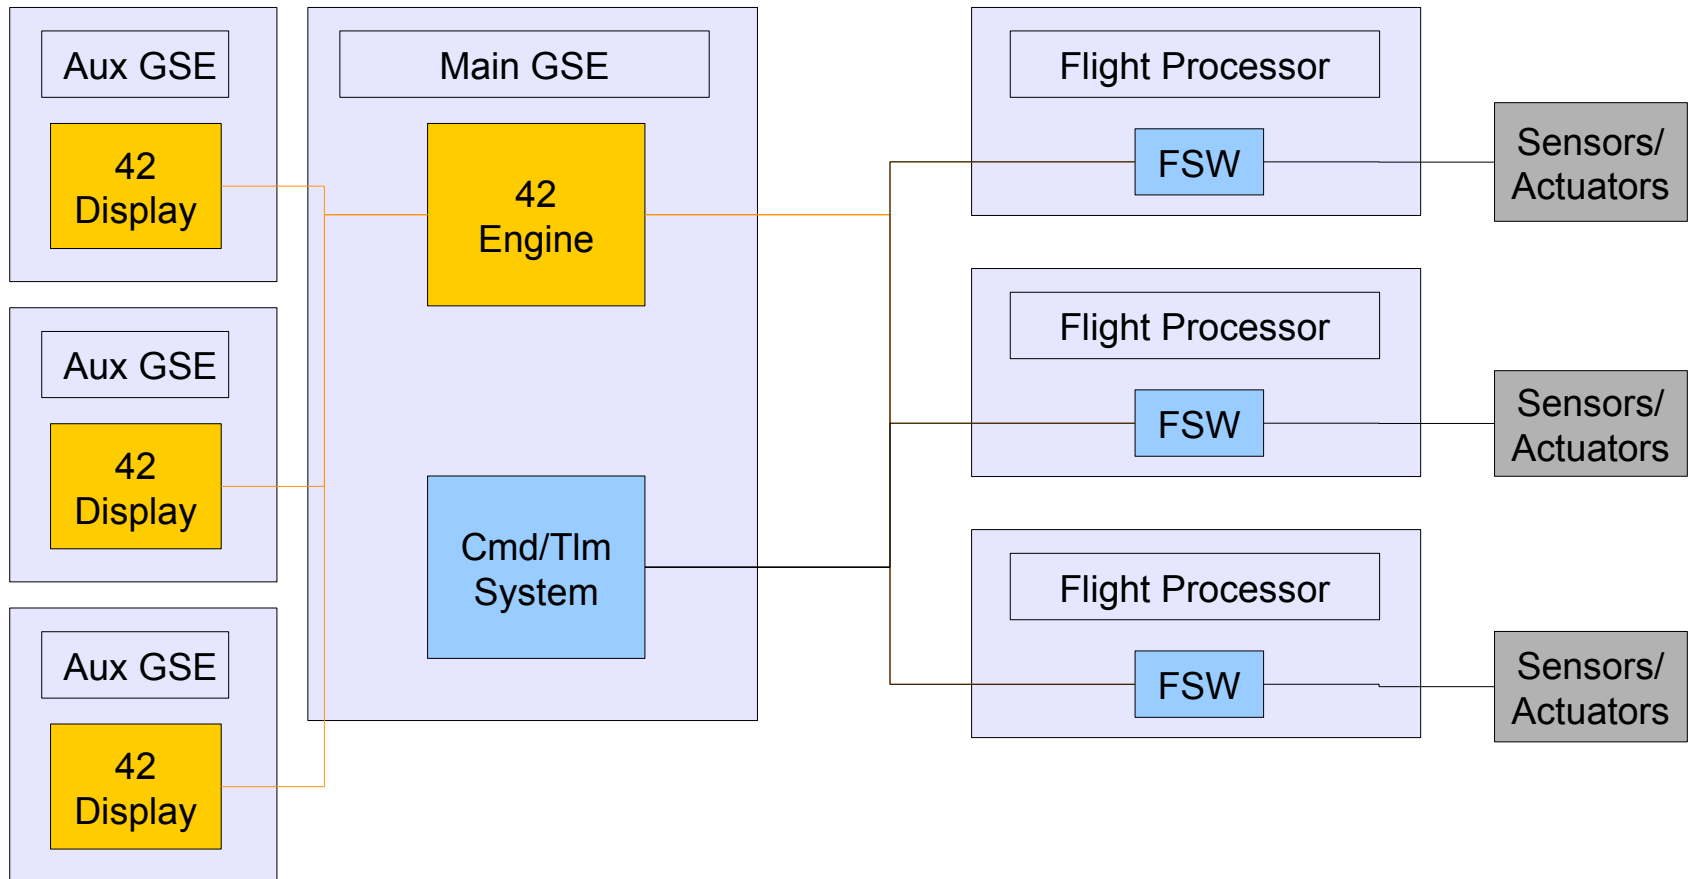 Aux GSE
42
Display
Aux GSE
42
Display
Aux GSE
42
Display
Main GSE
42
Engine
Cmd/Tlm
System
Flight Processor
FSW
Sensors/
Actuators
Flight Processor
FSW
Sensors/
Actuators
Flight Processor
FSW
Sensors/
Actuators